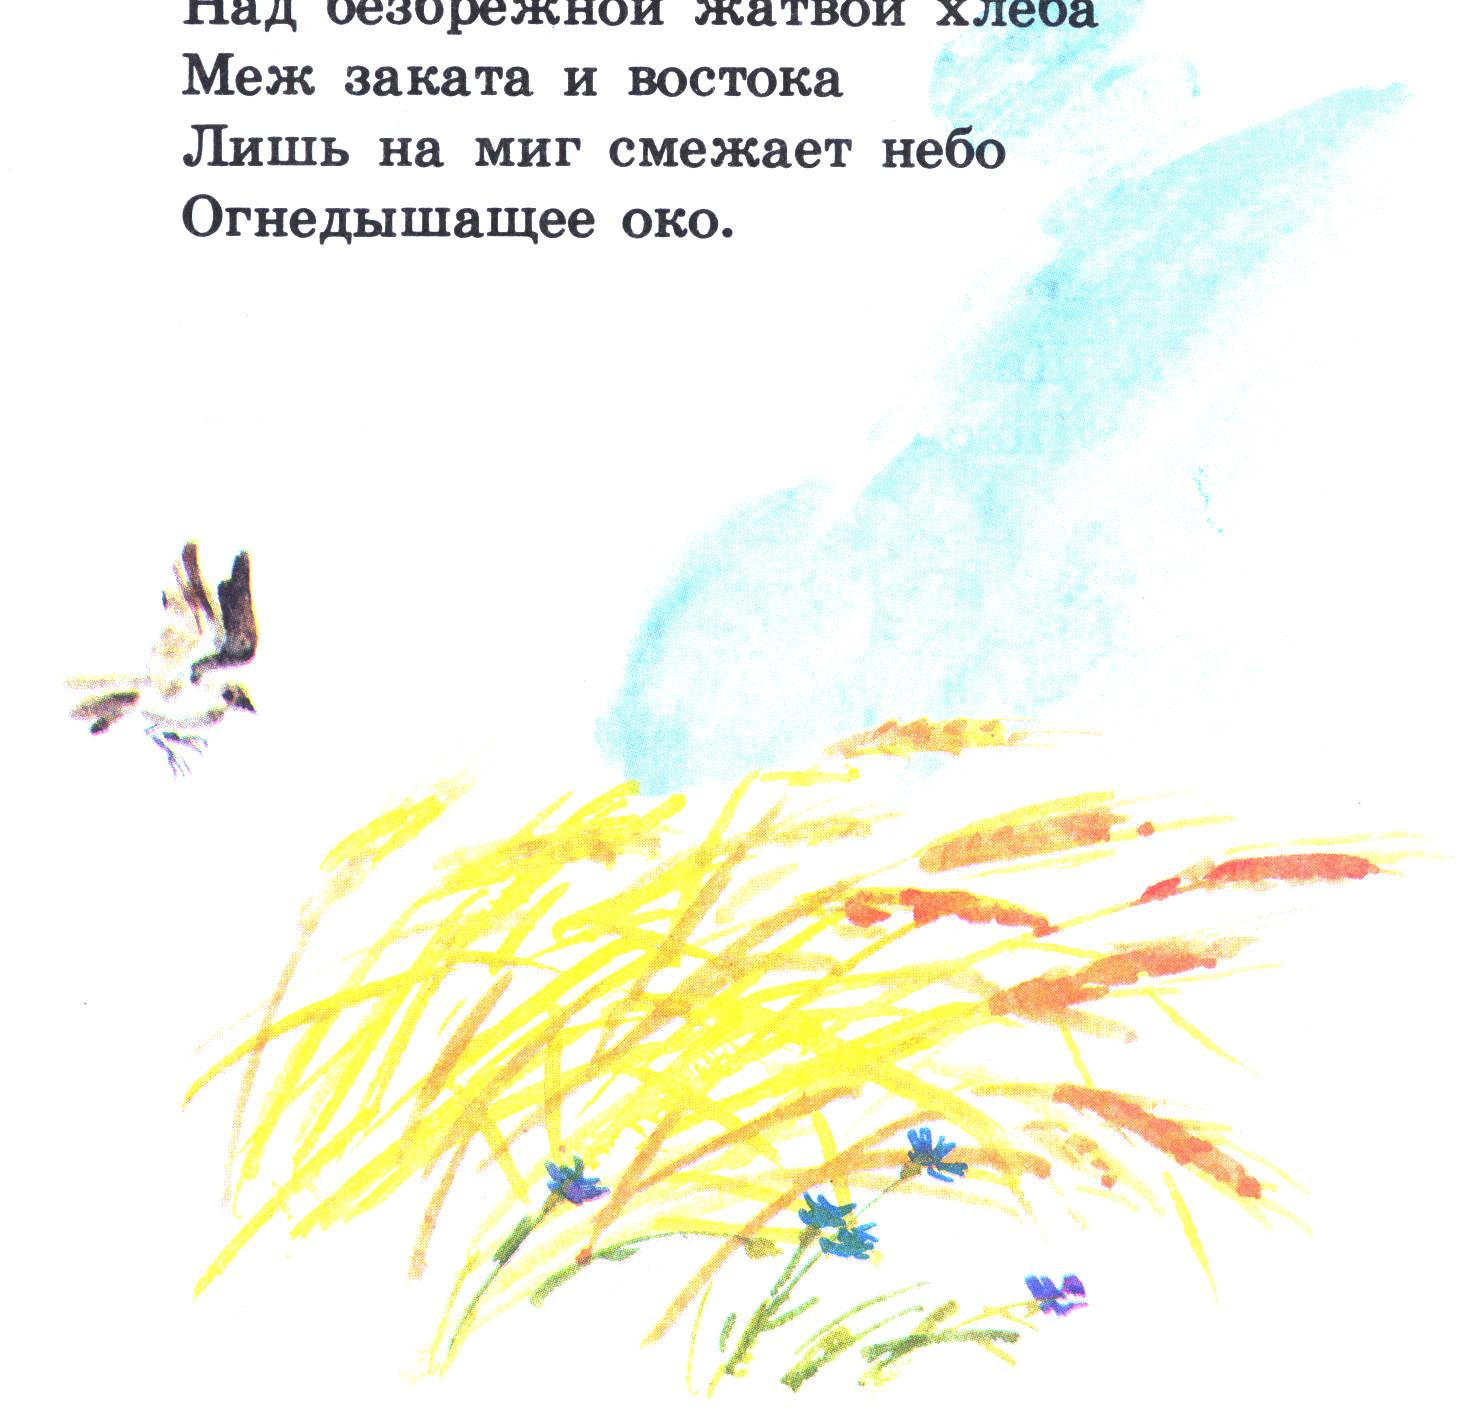 Над безбрежной жатвой хлеба
Меж заката и востока
Лишь на миг смежает небо
Огнедышащее око.